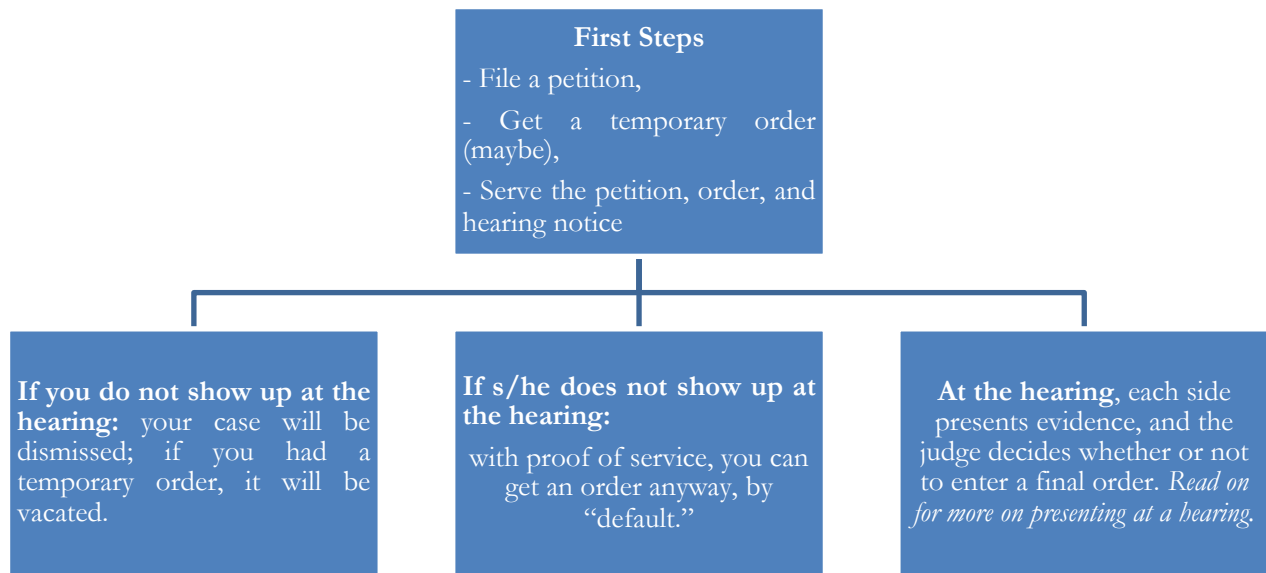 First Steps
- File a petition,
- Get a temporary order
(maybe),
- Serve the petition, order, and
hearing notice
If you do not show up at the
hearing: your case will be
dismissed; if you had a
temporary order, it will be
vacated.
If s/he does not show up at
the hearing:
with proof of service, you can
get an order anyway, by
“default.”
At the hearing, each side
presents evidence, and the
judge decides whether or not
to enter a final order. Read on
for more on presenting at a hearing.